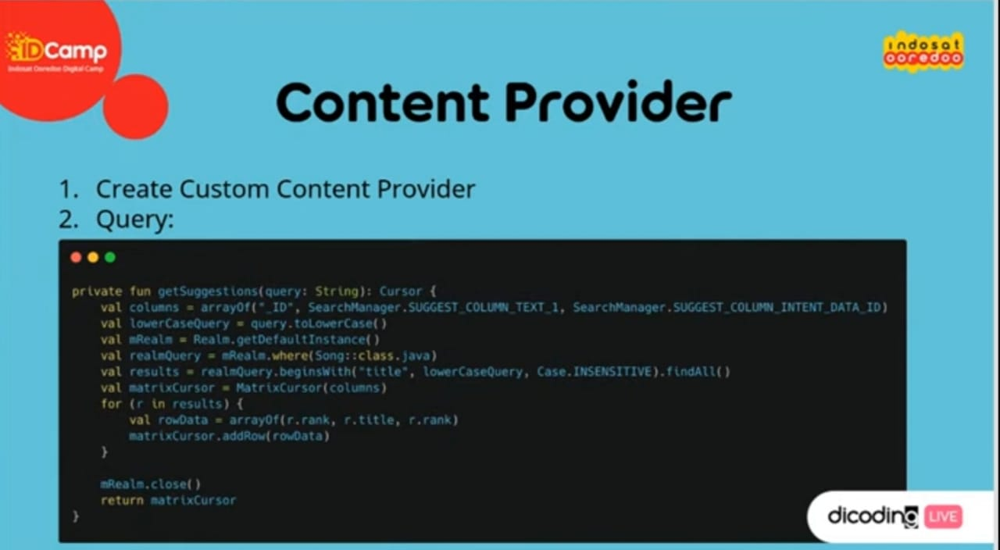 IDCamp
Indosat Ooredoo Digital Camp
indosat
ooredoo
Content Provider
1. Create Custom Content Provider
2. Query:
private fun getSuggestions(query: String): Cursor {
    val columns = arrayOf("_ID", SearchManager.SUGGEST_COLUMN_TEXT_1, SearchManager.SUGGEST_COLUMN_INTENT_DATA_ID)
    val lowerCaseQuery = query.toLowerCase()
    val mRealm = Realm.getDefaultInstance()
    val realmQuery = mRealm.where(Song::class.java)
    val results = realmQuery.beginsWith("title", lowerCaseQuery, Case.INSENSITIVE).findAll()
    val matrixCursor = MatrixCursor(columns)
    for (r in results) {
        val rowData = arrayOf(r.rank, r.title, r.rank)
        matrixCursor.addRow(rowData)
    }
    mRealm.close()
    return matrixCursor
}
dicoding LIVE